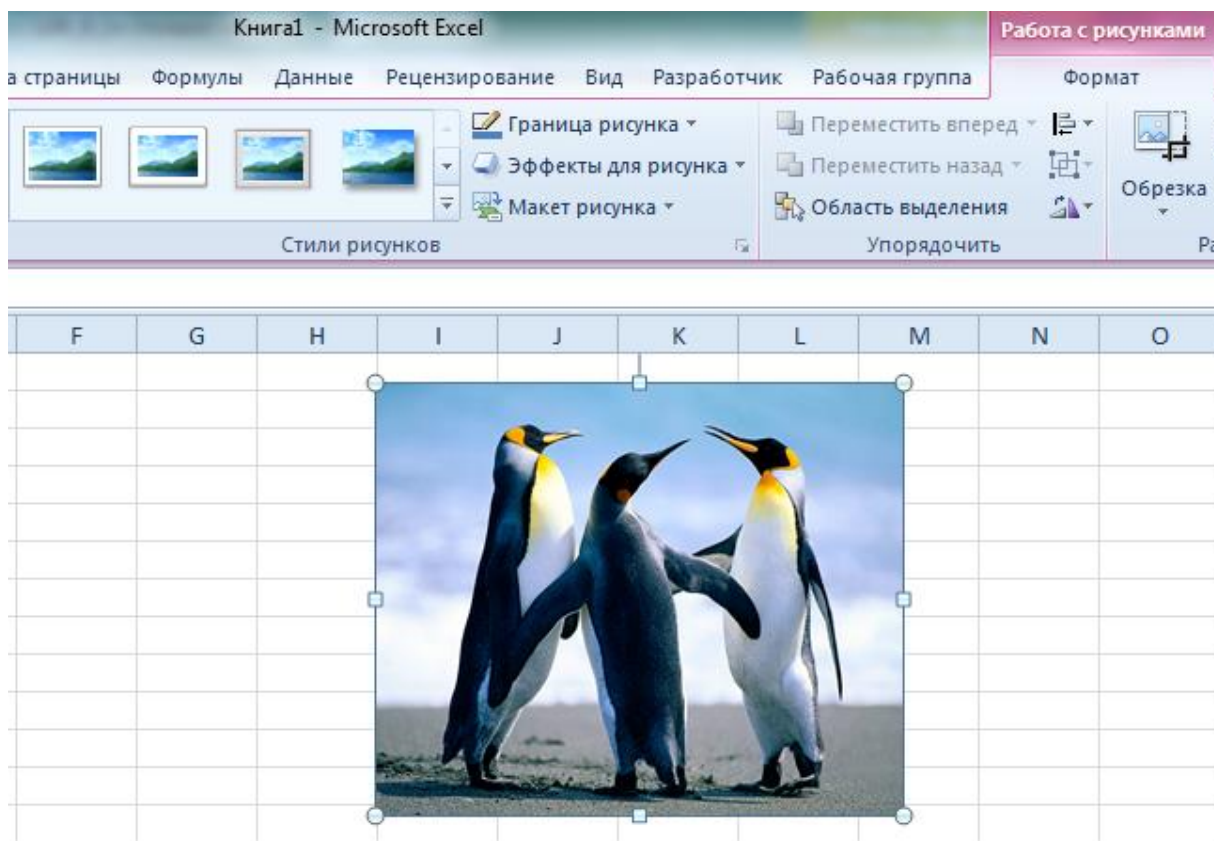 Книга1 - Microsoft Excel
Работа с рисунками
а страницы Формулы Данные Рецензирование Вид Разработчик Рабочая группа Формат
Граница рисунка Переместить вперед
Эффекты для рисунка Переместить назад
Обрезка
Макет рисунка Область выделения
Стили рисунков Упорядочить Ра
F G H I J K L M N O